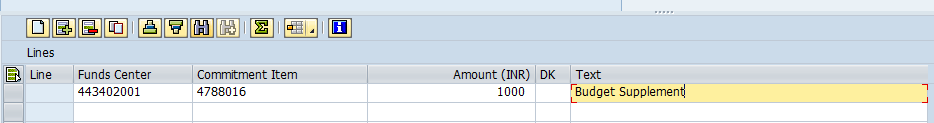 Lines
Line Funds Center Commitment Item Amount (INR) DK Text
443402001 4788016 1000 Budget Supplement